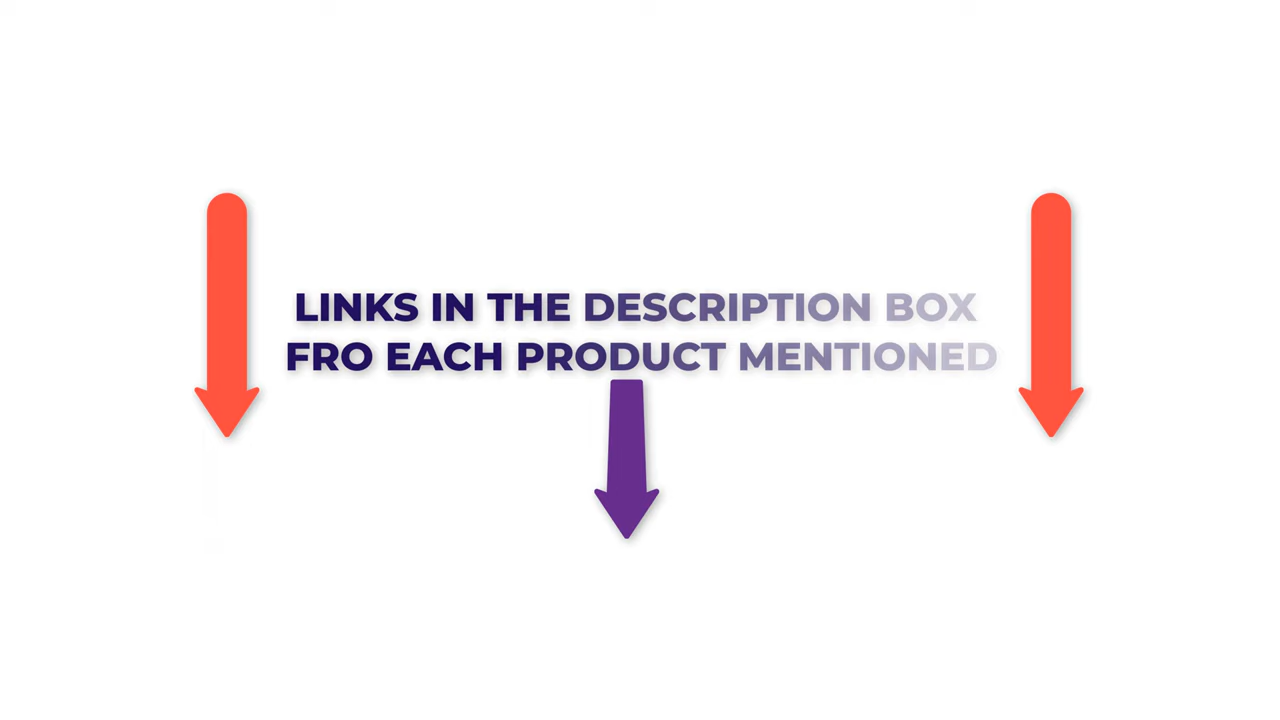 LINKS IN THE DESCRIPTION BOX
FRO EACH PRODUCT MENTIONED